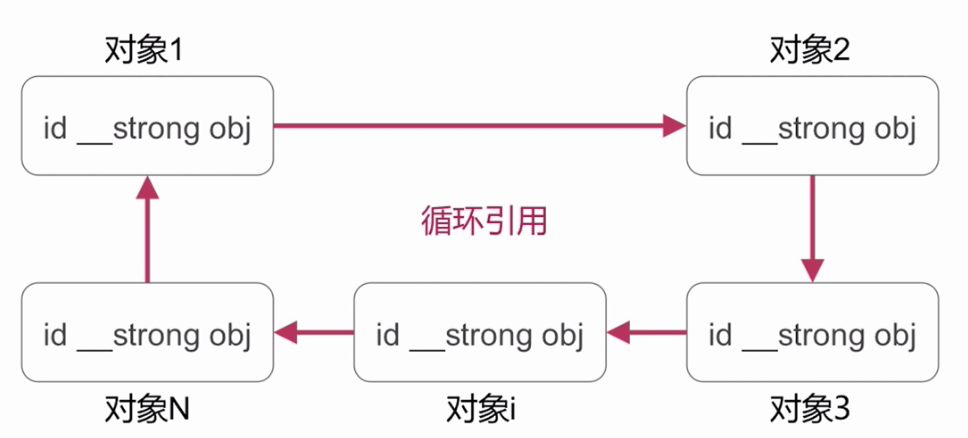 对象1
对象2
id __strong obj
id __strong obj
循环引用
id __strong obj
id __strong obj
id __strong obj
对象N
对象i
对象3